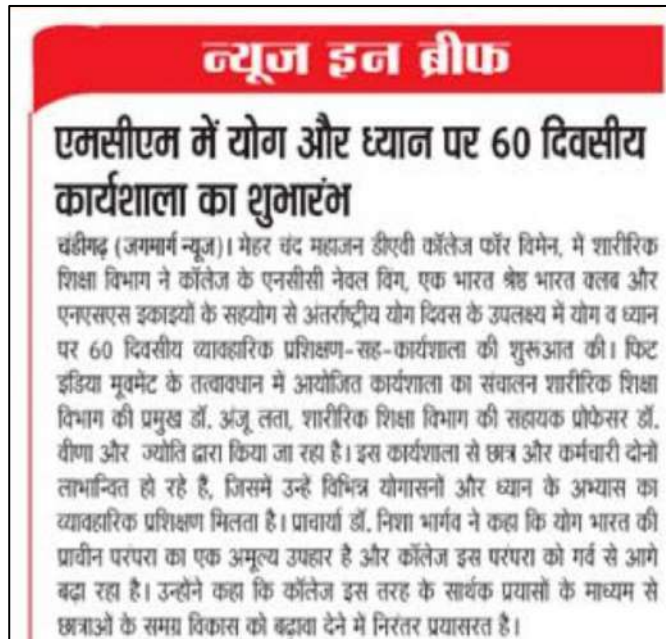 न्यूज इन ब्रीफ
एमसीएम में योग और ध्यान पर 60 दिवसीय
कार्यशाला का शुभारंभ
चंडीगढ़ (जगमार्ग न्यूज)। मेहर चंद महाजन डीएवी कॉलेज फॉर विमेन, में शारीरिक
शिक्षा विभाग ने कॉलेज के एनसीसी नेवल विंग, एक भारत श्रेष्ठ भारत क्लब और
एनएसएस इकाइयों के सहयोग से अंतर्राष्ट्रीय योग दिवस के उपलक्ष्य में योग व ध्यान
पर 60 दिवसीय व्यावहारिक प्रशिक्षण-सह-कार्यशाला की शुरूआत की। फिट
इंडिया मूवमेंट के तत्वावधान में आयोजित कार्यशाला का संचालन शारीरिक शिक्षा
विभाग की प्रमुख डॉ. अंजू लता, शारीरिक शिक्षा विभाग की सहायक प्रोफेसर डॉ.
वीणा और ज्योति द्वारा किया जा रहा है। इस कार्यशाला से छात्र और कर्मचारी दोनों
लाभान्वित हो रहे हैं, जिसमें उन्हें विभिन्न योगासनों और ध्यान के अभ्यास का
व्यावहारिक प्रशिक्षण मिलता है। प्राचार्या डॉ. निशा भार्गव ने कहा कि योग भारत की
प्राचीन परंपरा का एक अमूल्य उपहार है और कॉलेज इस परंपरा को गर्व से आगे
बढ़ा रहा है। उन्होंने कहा कि कॉलेज इस तरह के सार्थक प्रयासों के माध्यम से
छात्राओं के समग्र विकास को बढ़ावा देने में निरंतर प्रयासरत है।